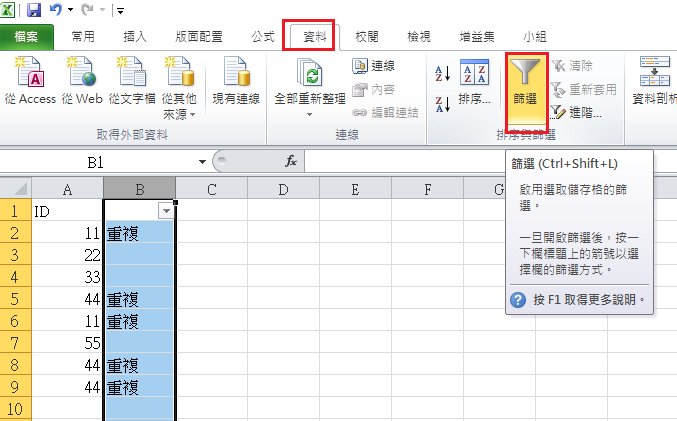 檔案 常用 插入 版面配置 公式 資料 校閱 檢視 增益集 小組
從 Access 從 Web 從文字檔 從其他來源 現有連線
取得外部資料
全部重新整理 連線 內容 編輯連結
連線
排序... 篩選 清除 重新套用 進階...
排序與篩選
資料剖析
B1 fx
篩選 (Ctrl+Shift+L)
啟用選取儲存格的篩
選。
一旦開啟篩選後，按一
下欄標題上的箭號以選
擇欄的篩選方式。
按 F1 取得更多說明。
A B C D E F G
1 ID
2 11 重複
3 22
4 33
5 44 重複
6 11 重複
7 55
8 44 重複
9 44 重複
10